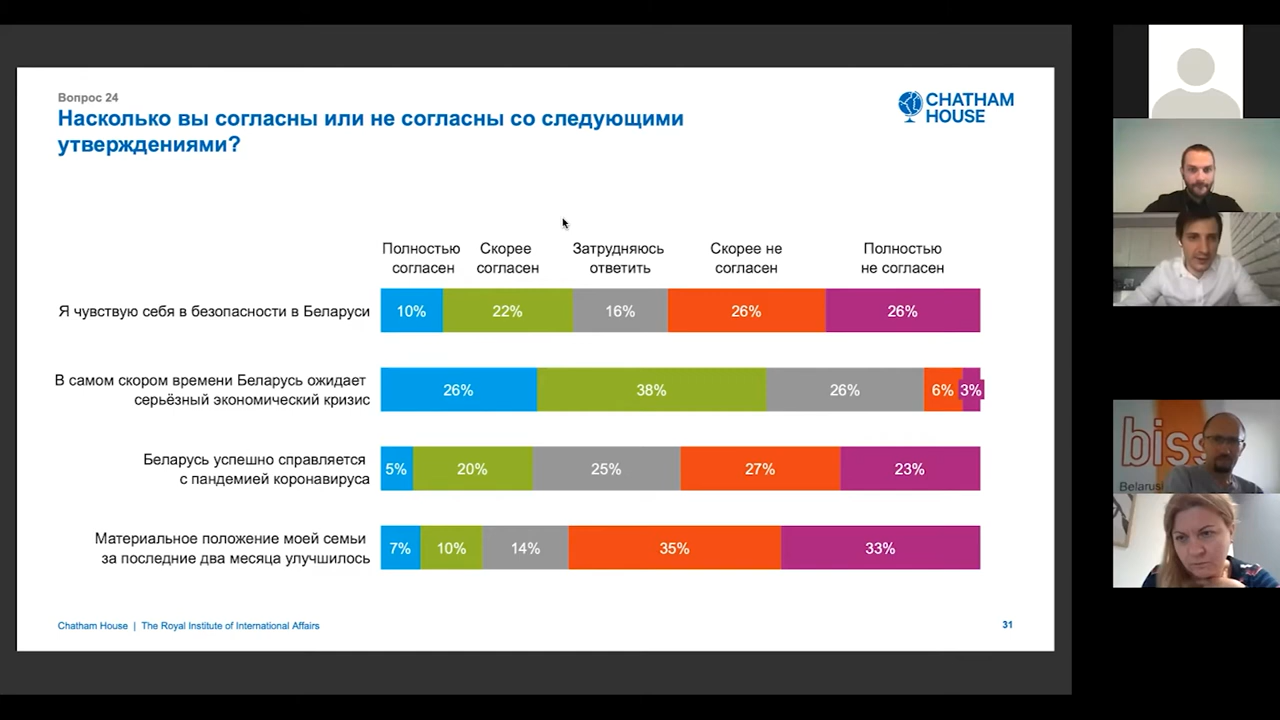 Вопрос 24
Насколько вы согласны или не согласны со следующими
утверждениями?
CHATHAM
HOUSE
Полностью согласен
Скорее согласен
Затрудняюсь ответить
Скорее не согласен
Полностью не согласен
Я чувствую себя в безопасности в Беларуси
10% 22% 16% 26% 26%
В самом скором времени Беларусь ожидает
серьёзный экономический кризис
26% 38% 26% 6% 3%
Беларусь успешно справляется
с пандемией коронавируса
5% 20% 25% 27% 23%
Материальное положение моей семьи
за последние два месяца улучшилось
7% 10% 14% 35% 33%
Chatham House | The Royal Institute of International Affairs
31
biss